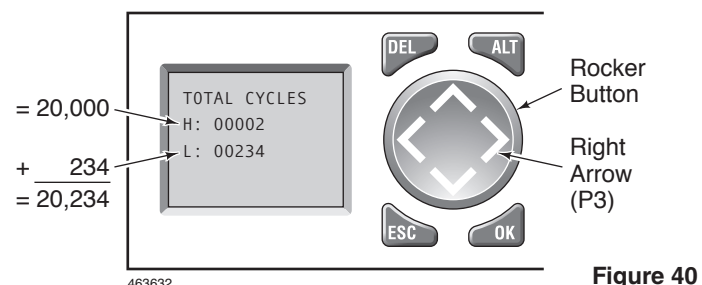 DEL
ALT
TOTAL CYCLES
H: 00002
L: 00234
= 20,000
+ 234
= 20,234
Rocker
Button
Right
Arrow
(P3)
ESC
OK
463632
Figure 40